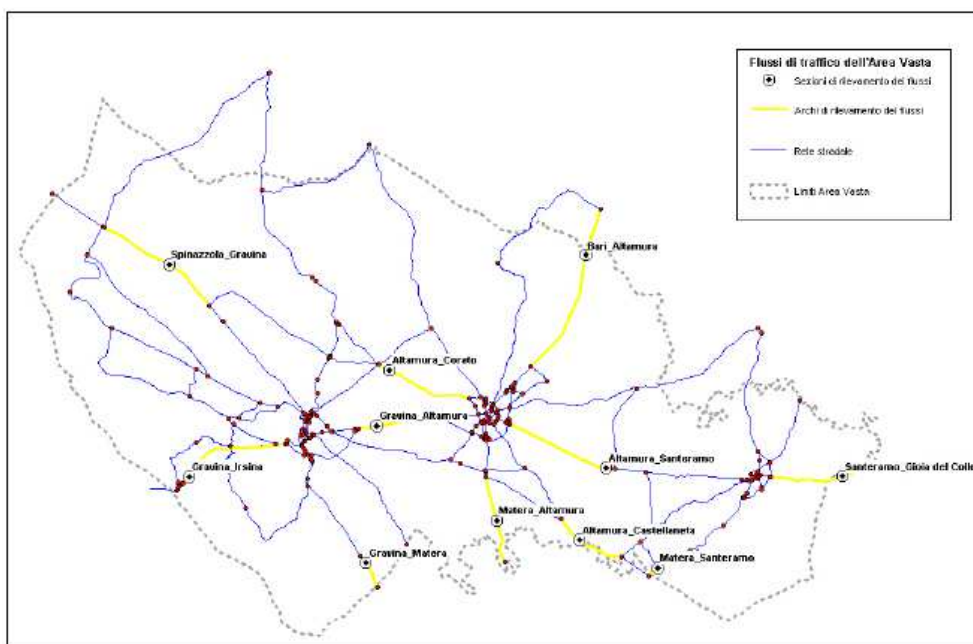 Flussi di traffico dell'Area Vasta
Sezioni di rilevamento dei flussi
Archi di rilevamento dei flussi
Rete stradale
Limiti Area Vasta
Bari_Altamura
Spinazzola_Gravina
Altamura_Corato
Gravina_Altamura
Altamura_Santeramo
Santeramo_Gioia del Colle
Gravina_Irsina
Matera_Altamura
Altamura_Castellaneta
Gravina_Matera
Matera_Santeramo